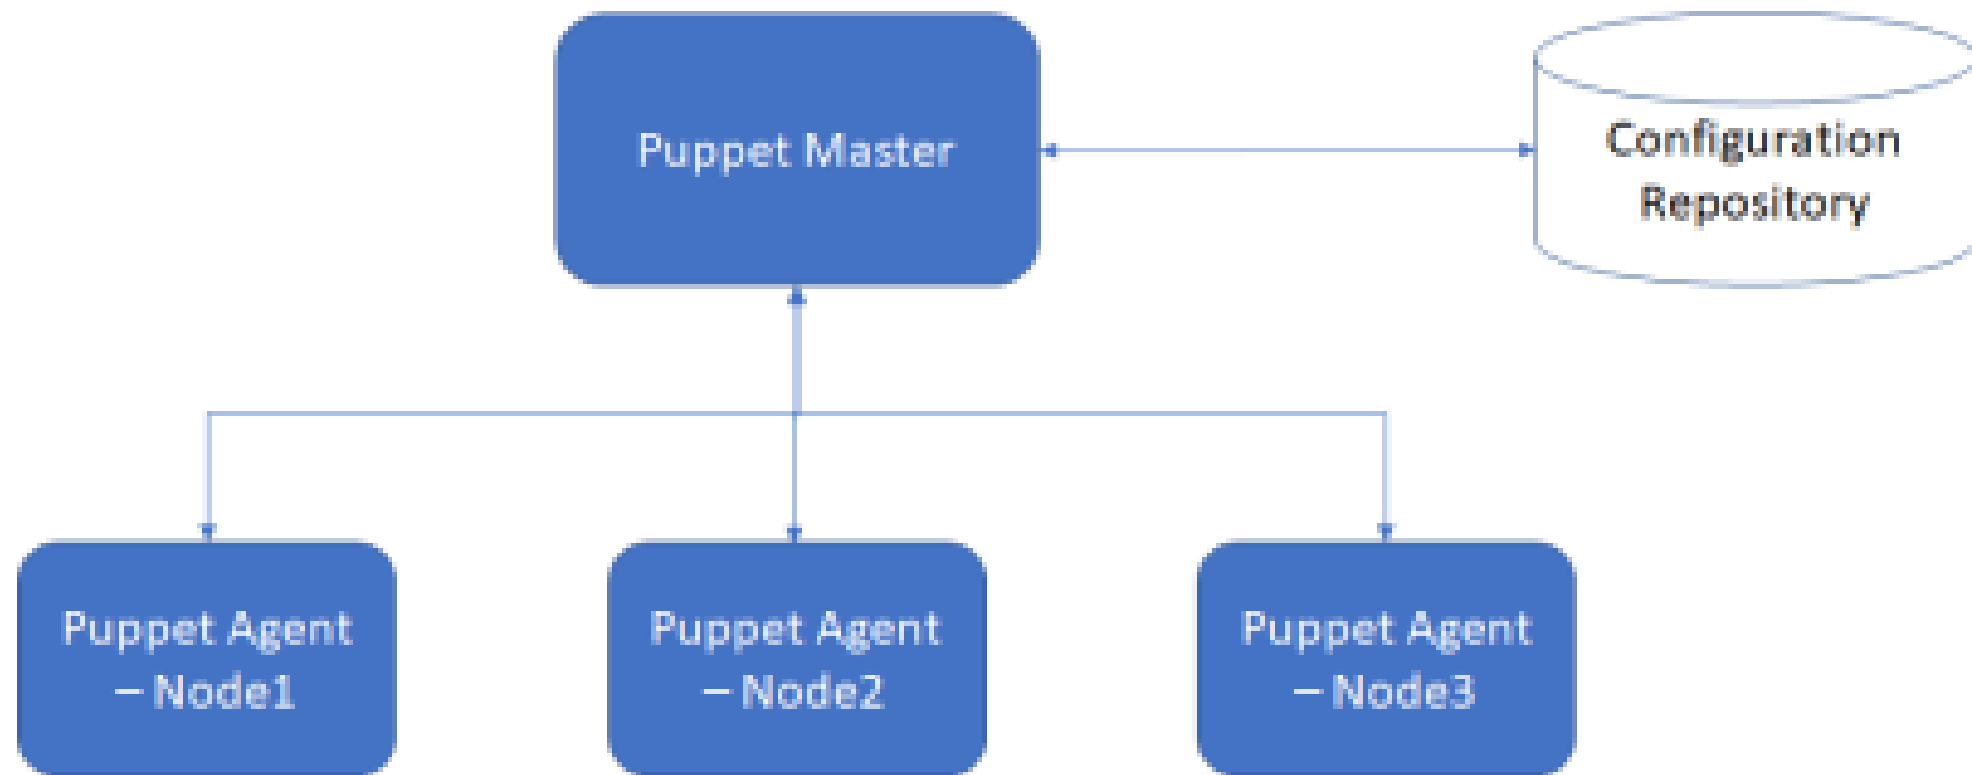 Puppet Master
Configuration
Repository
Puppet Agent
– Node1
Puppet Agent
– Node2
Puppet Agent
– Node3